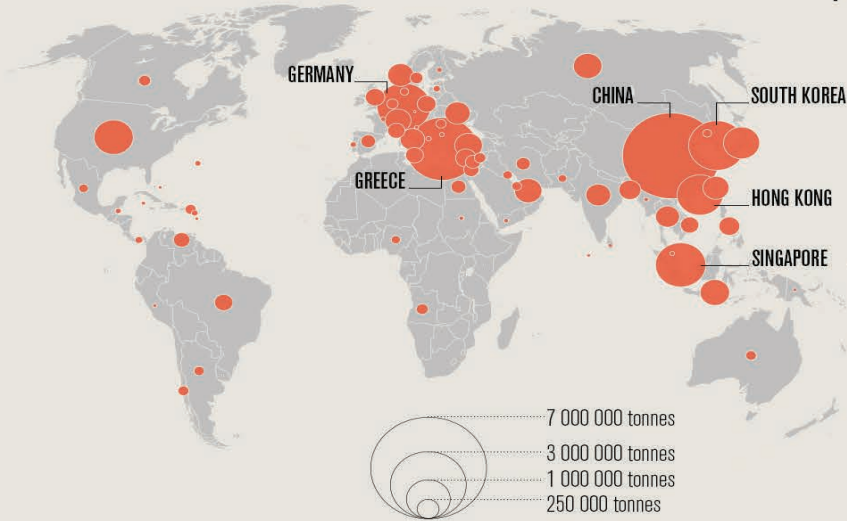 GERMANY
CHINA
SOUTH KOREA
GREECE
HONG KONG
SINGAPORE
7 000 000 tonnes
3 000 000 tonnes
1 000 000 tonnes
250 000 tonnes